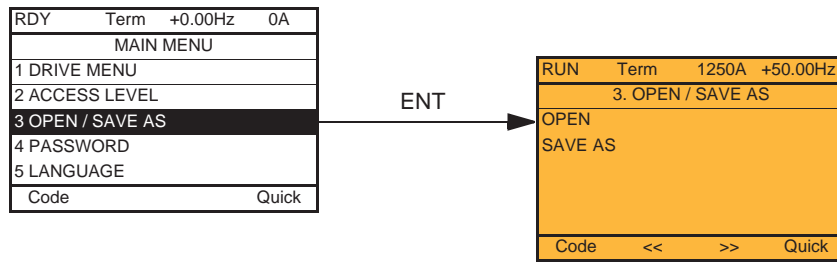 RDY Term +0.00Hz 0A
MAIN MENU
1 DRIVE MENU
2 ACCESS LEVEL
3 OPEN / SAVE AS
4 PASSWORD
5 LANGUAGE
Code Quick
ENT
RUN Term 1250A +50.00Hz
3. OPEN / SAVE AS
OPEN
SAVE AS
Code << >> Quick